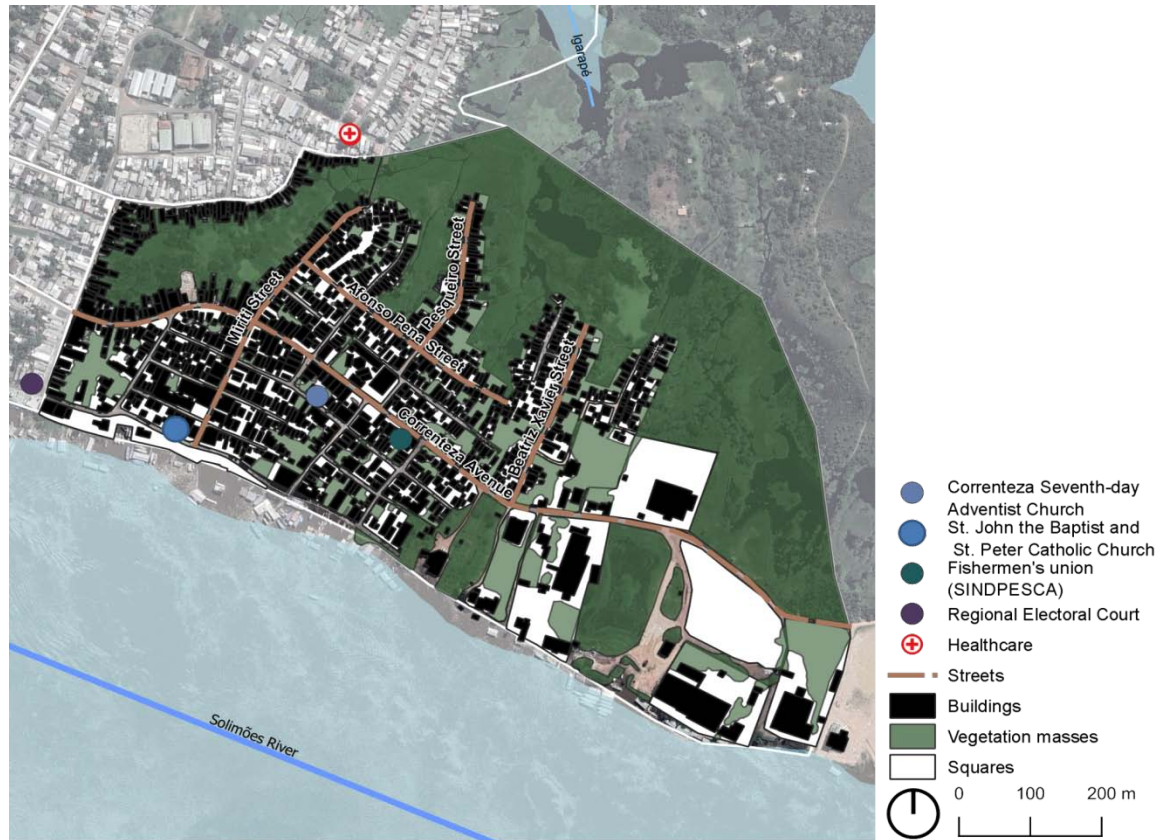 Igarapé
Miriti Street
Afonso Pena Street
Pesqueiro Street
Beatriz Xavier Street
Correnteza Avenue
Solimões River
Correnteza Seventh-day
Adventist Church
St. John the Baptist and
St. Peter Catholic Church
Fishermen's union
(SINDPESCA)
Regional Electoral Court
Healthcare
Streets
Buildings
Vegetation masses
Squares
0 100 200 m